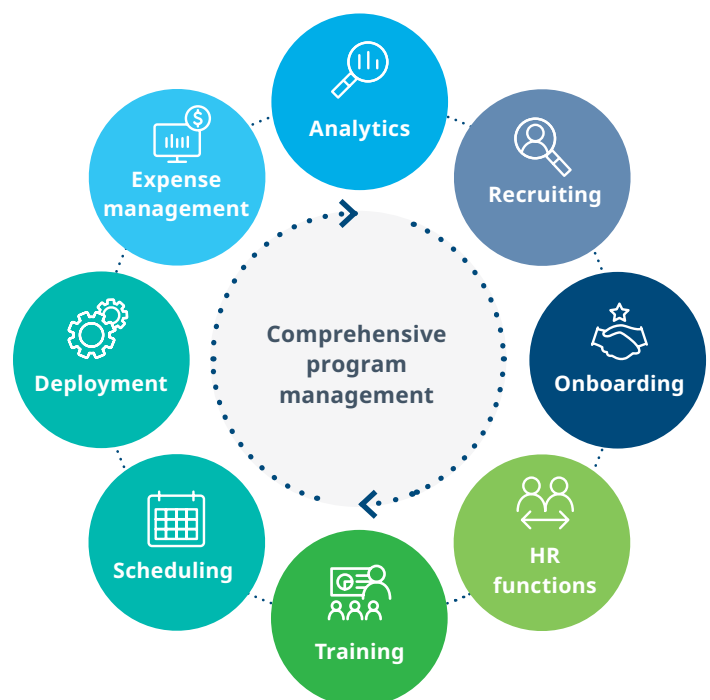 Analytics
Recruiting
Onboarding
HR
functions
Training
Scheduling
Deployment
Expense
management
$
Comprehensive
program
management